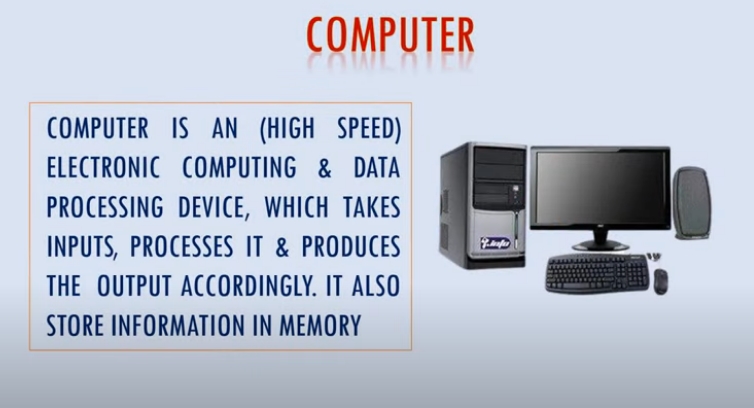 COMPUTER
COMPUTER IS AN (HIGH SPEED)
ELECTRONIC COMPUTING & DATA
PROCESSING DEVICE, WHICH TAKES
INPUTS, PROCESSES IT & PRODUCES
THE OUTPUT ACCORDINGLY. IT ALSO
STORE INFORMATION IN MEMORY